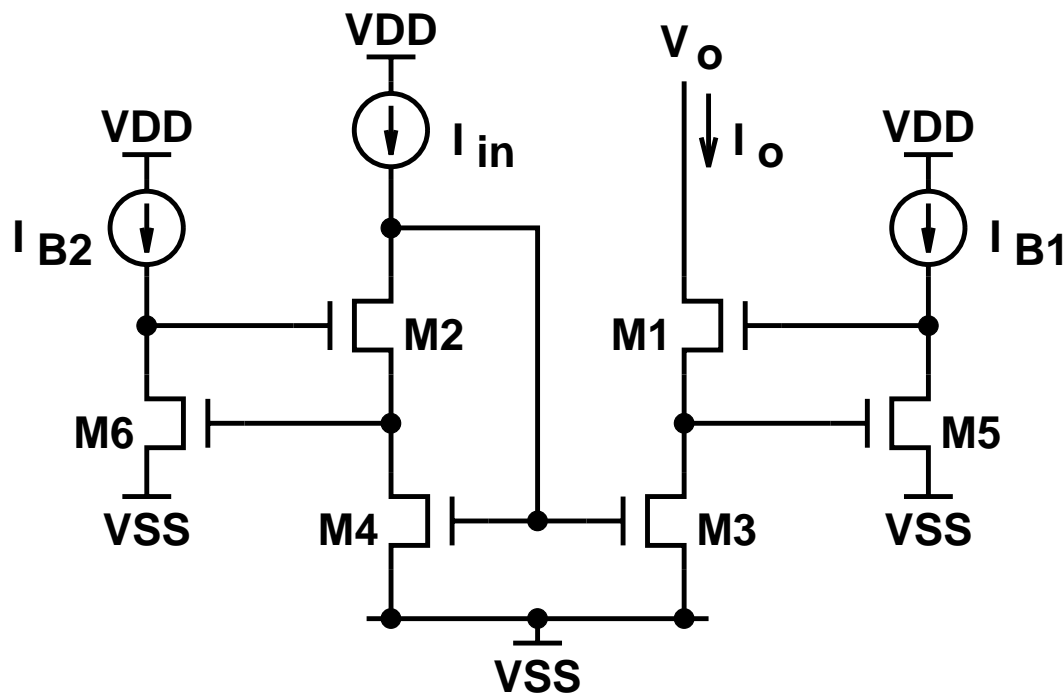 VDD
V o
VDD
I in
I o
VDD
I B2
I B1
M2
M1
M6
M5
VSS
M4
M3
VSS
VSS